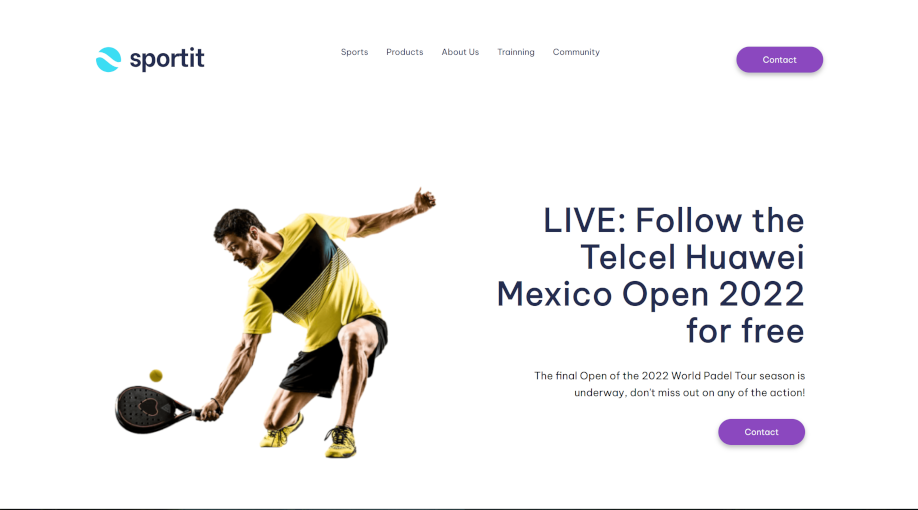 sportit
Sports Products About Us Trainning Community
Contact
LIVE: Follow the
Telcel Huawei
Mexico Open 2022
for free
The final Open of the 2022 World Padel Tour season is
underway, don't miss out on any of the action!
Contact